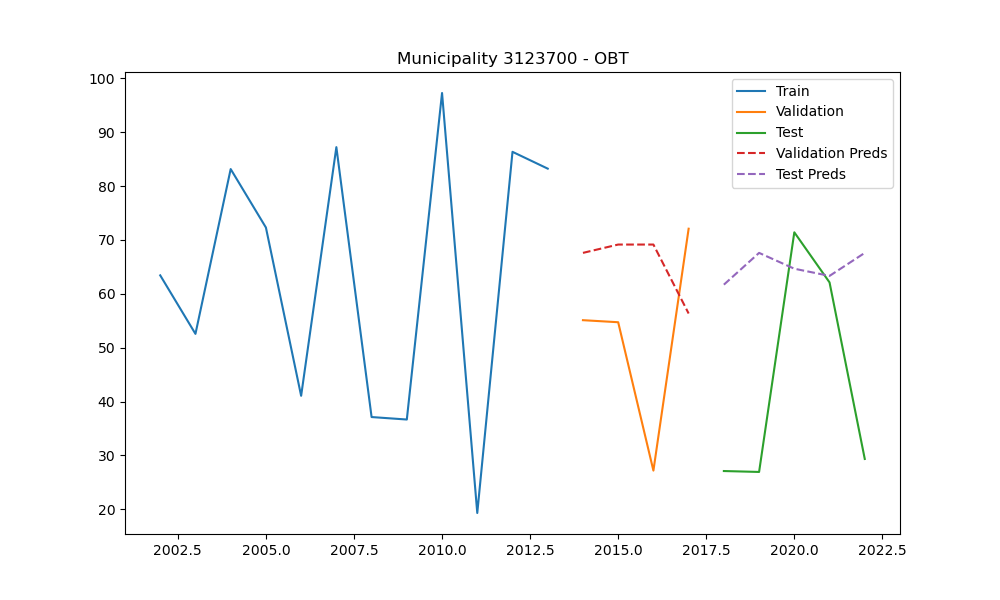 Municipality 3123700 - OBT
100
90
80
70
60
50
40
30
20
Train
Validation
Test
Validation Preds
Test Preds
2002.5 2005.0 2007.5 2010.0 2012.5 2015.0 2017.5 2020.0 2022.5